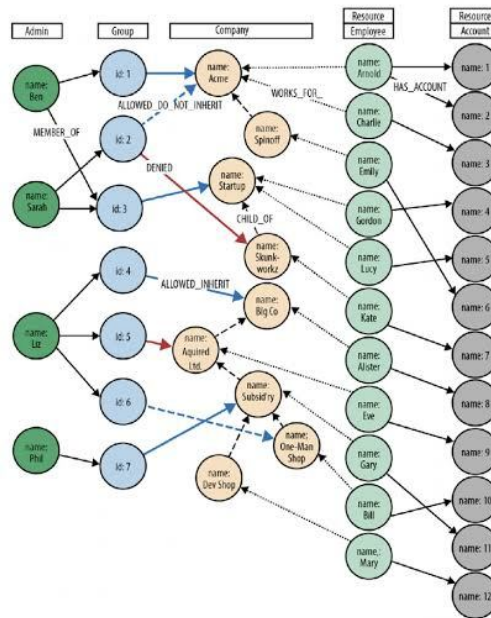 Resource
Resource
Admin
Group
Company
Employee
Account
name:
Ben
id: 1
name:
Acme
name:
Arnold
name: 1
HAS_ACCOUNT
ALLOWED_DO_NOT_INHERIT
WORKS_FOR_
name:
Charlie
name: 2
MEMBER_OF
id: 2
name:
Spinoff
name:
Emily
name: 3
DENIED
name:
Sarah
id: 3
name:
Startup
name:
Gordon
name: 4
CHILD_OF
name:
Lucy
name: 5
name:
Skunk-
workz
id: 4
ALLOWED_INHERIT
name:
Big Co
name:
Kate
name: 6
name:
Liz
id: 5
name:
Aquired
Ltd.
name:
Alister
name: 7
name:
Subsid'ry
name:
Eve
name: 8
id: 6
name:
One-Man
Shop
name:
Gary
name: 9
name:
Phil
id: 7
name:
Dev Shop
name:
Bill
name: 10
name,:
Mary
name: 11
name: 12